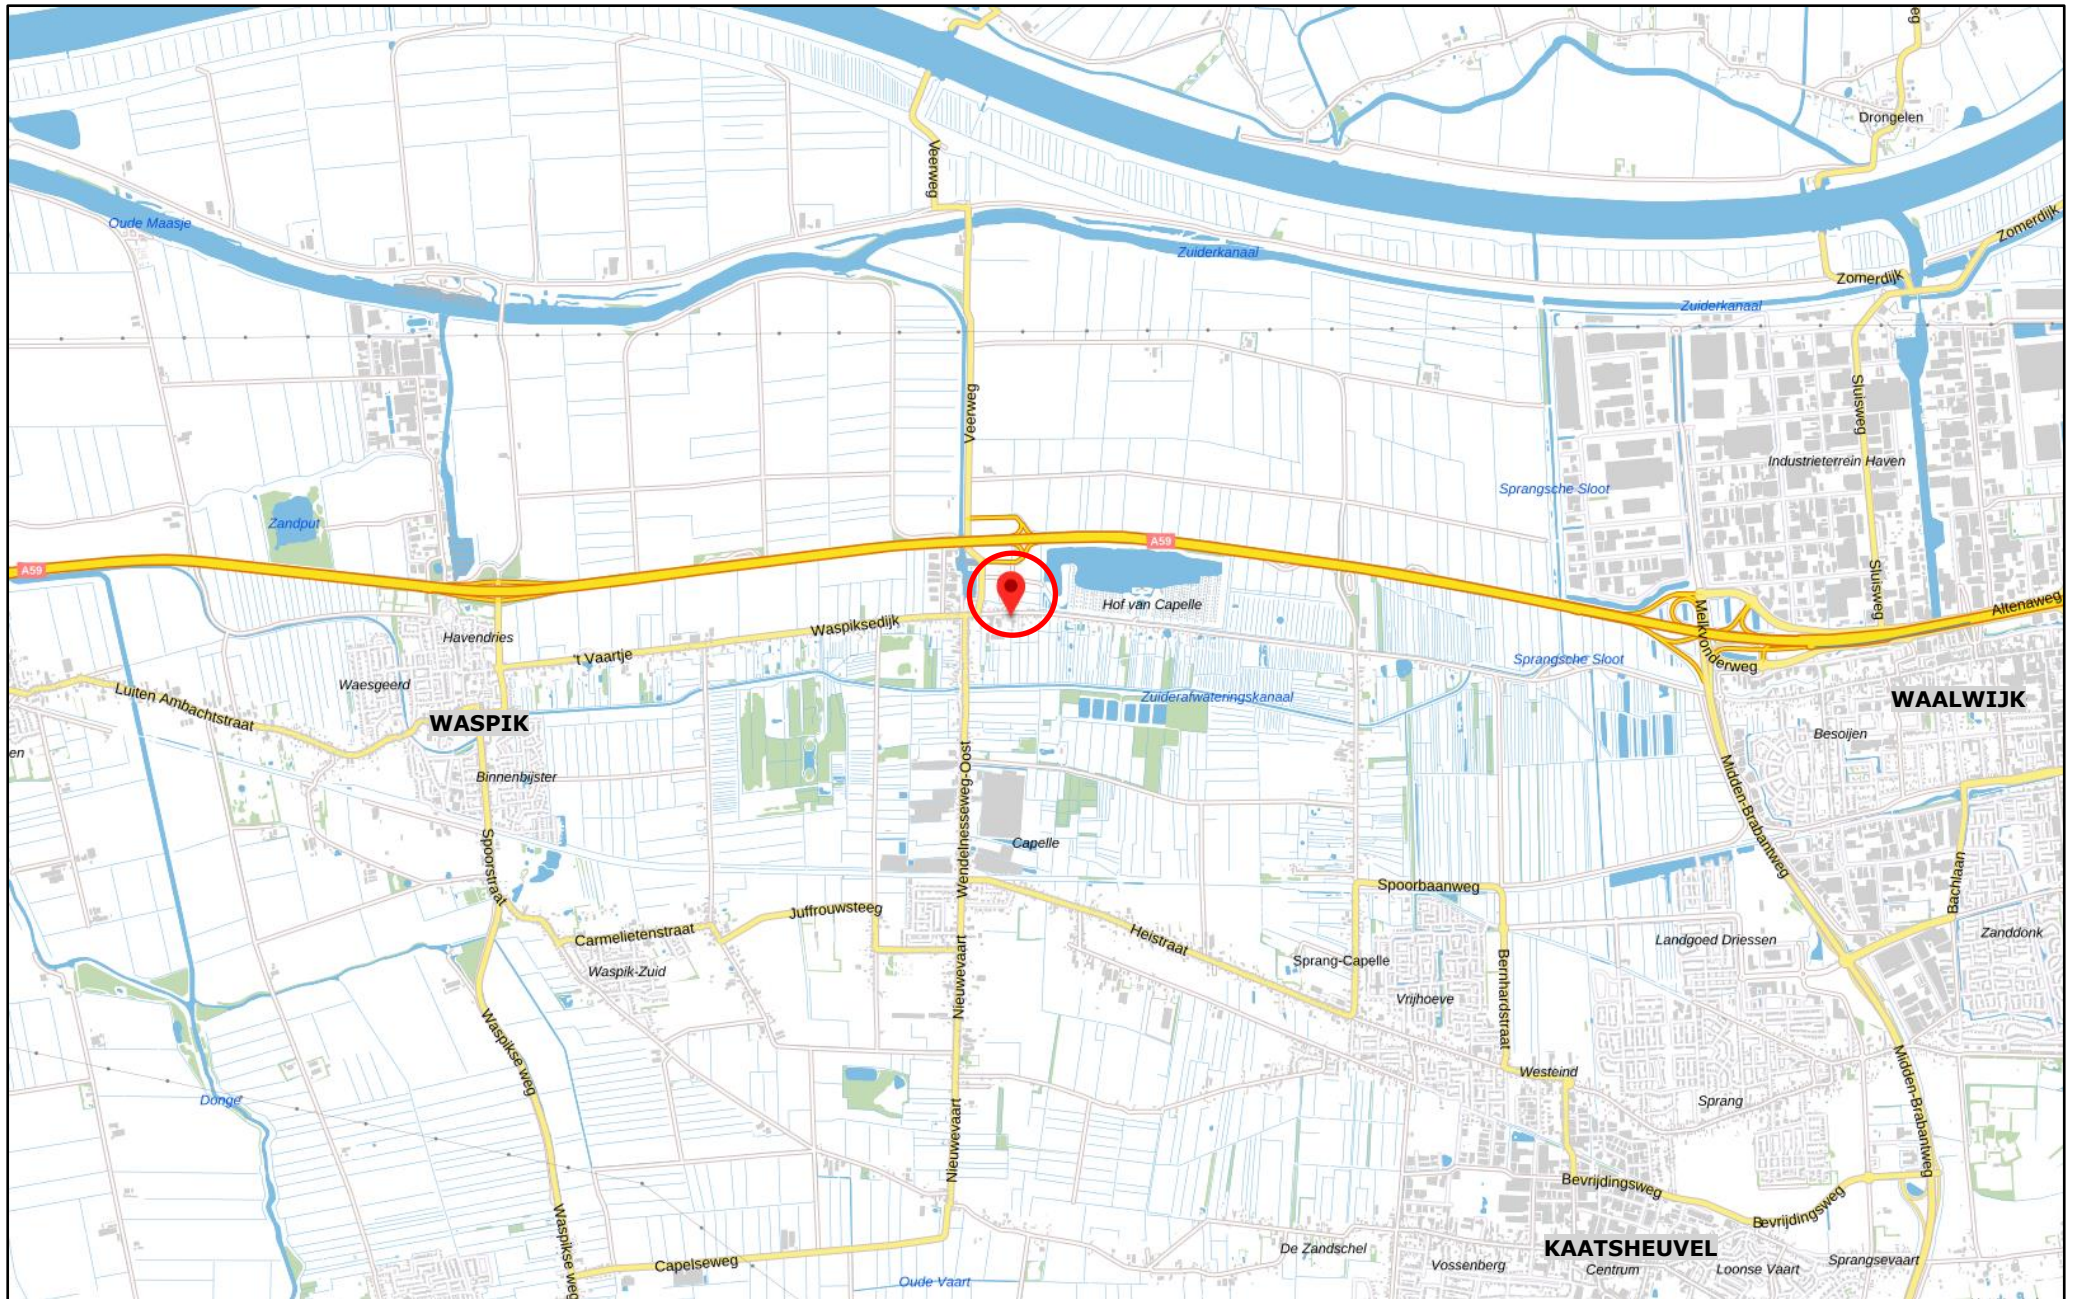 eg
Drongelen
Veerweg
Oude Maasje
Zomerdijk
Zuiderkanaal
Zomerdijk
Zuiderkanaal
Veerweg
Sluisweg
Industrieterrein Haven
Sprangsche Sloot
Zandput
A59
A59
Sluisweg
Hof van Capelle
Altenaweg
Waspiksedijk
Havendries
Melkvonderweg
't Vaartje
Sprangsche Sloot
Waesgeerd
Luiten Ambachtstraat
Zuiderafwateringskanaal
WAALWIJK
WASPIK
Besoijen
en
Binnenbijster
Wendelnesseweg-Oost
Midden-Brabantweg
Capelle
Spoorstraat
Bachlaan
Spoorbaanweg
Juffrouwsteeg
Carmelietenstraat
Heistraat
Landgoed Driessen
Zanddonk
Sprang-Capelle
Waspik-Zuid
Nieuwevaart
Bernhardstraat
Vrijhoeve
Waspikse weg
Westeind
Midden-Brabantweg
Donge
Sprang
Nieuwevaart
Bevrijdingsweg
Bevrijdingsweg
Waspikse weg
De Zandschel
KAATSHEUVEL
Capelseweg
Vossenberg
Centrum
Loonse Vaart
Sprangsevaart
Oude Vaart